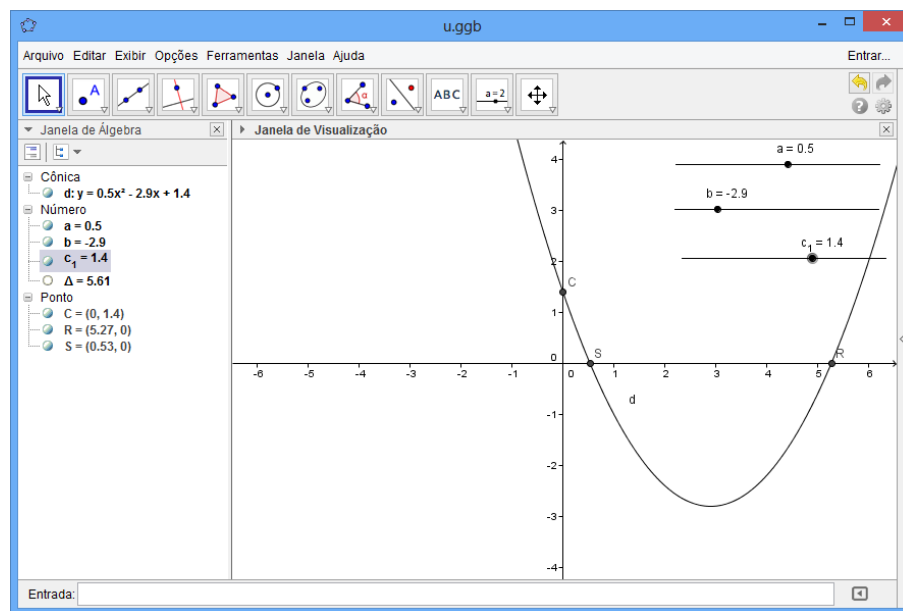 u.ggb
Arquivo Editar Exibir Opções Ferramentas Janela Ajuda
Entrar...
A
α
ABC
a = 2
Janela de Álgebra
Cônica
d: y = 0.5x² - 2.9x + 1.4
Número
a = 0.5
b = -2.9
c₁ = 1.4
Δ = 5.61
Ponto
C = (0, 1.4)
R = (5.27, 0)
S = (0.53, 0)
Janela de Visualização
a = 0.5
b = -2.9
c₁ = 1.4
4
3
2
1
0
-1
-2
-3
-4
-6 -5 -4 -3 -2 -1 0 1 2 3 4 5 6
C
S
R
d
Entrada: